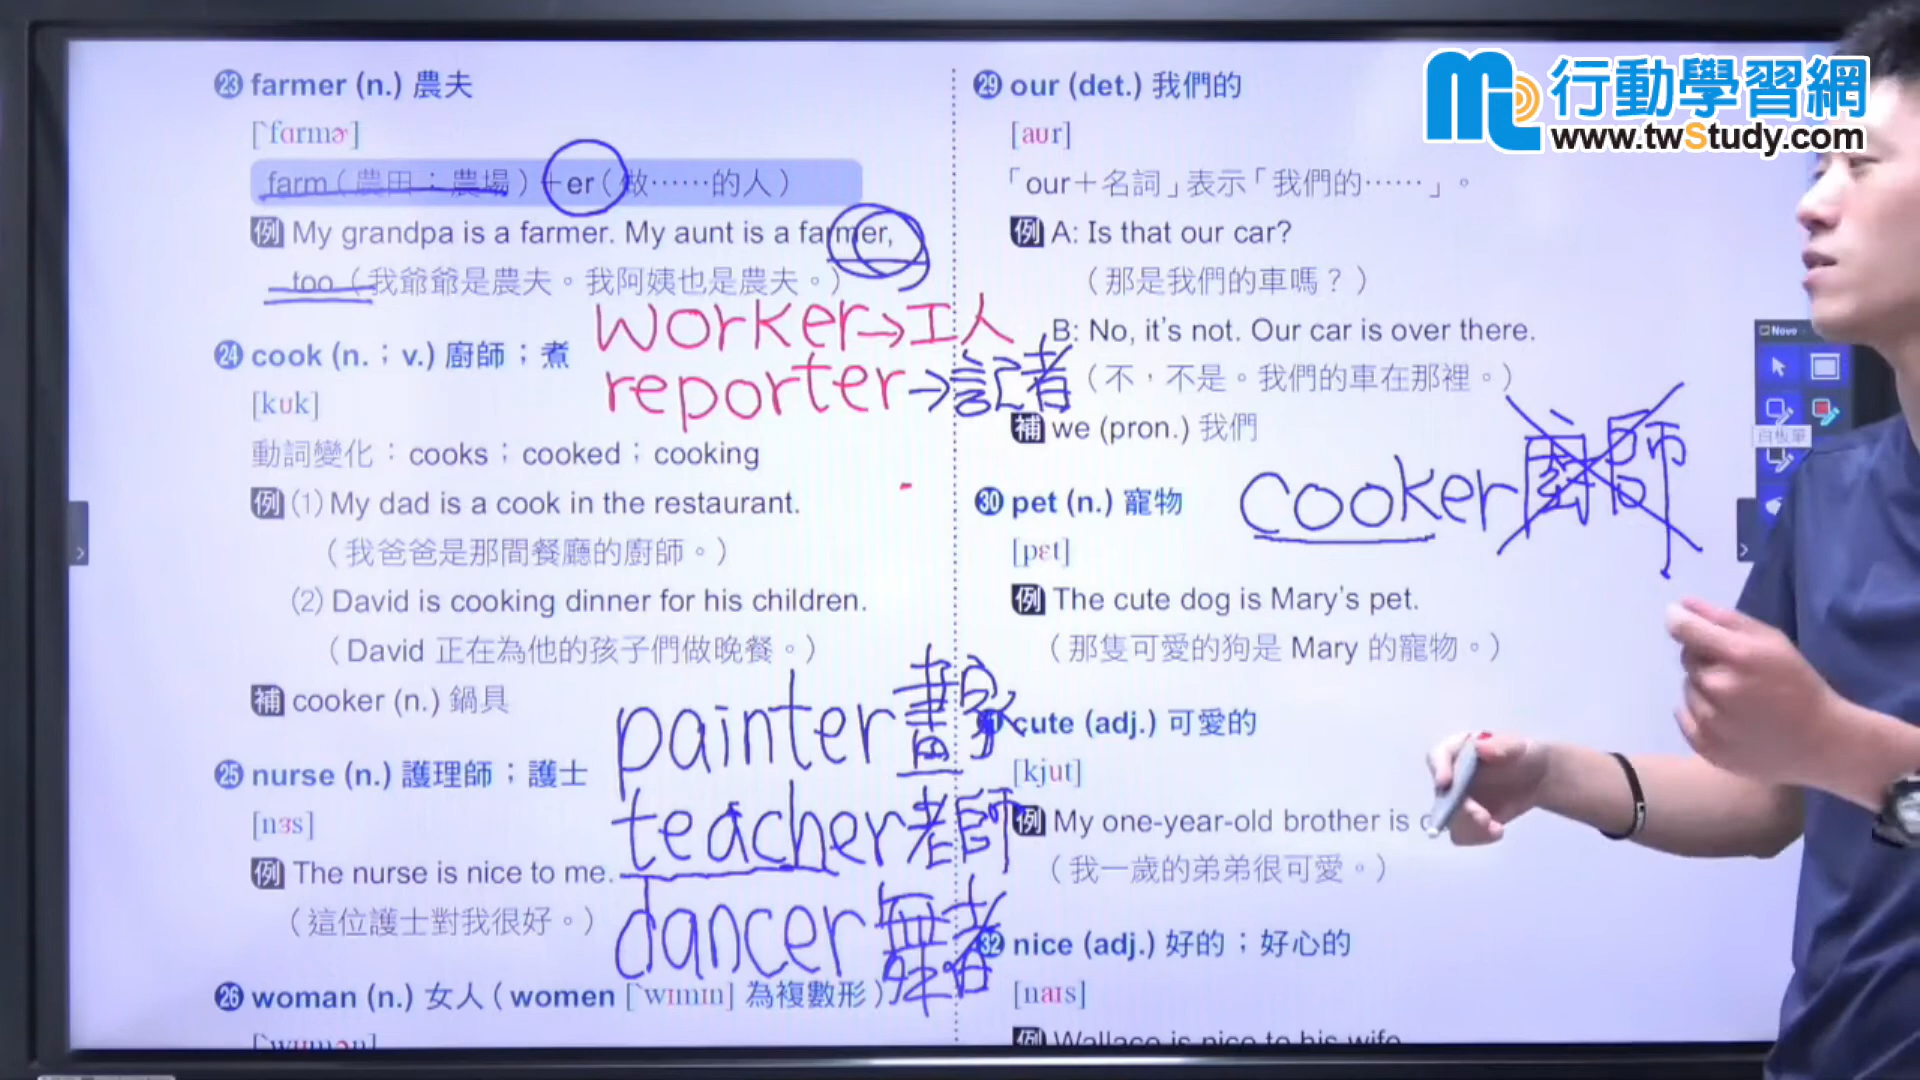 行動學習網
www.twStudy.com
23 farmer (n.) 農夫
[ˋfɑrmɚ]
farm（農田；農場）＋er（做……的人）
例 My grandpa is a farmer. My aunt is a farmer,
too（我爺爺是農夫。我阿姨也是農夫。）
worker→工人
reporter→記者
24 cook (n.；v.) 廚師；煮
[kʊk]
動詞變化：cooks；cooked；cooking
例 (1) My dad is a cook in the restaurant.
（我爸爸是那間餐廳的廚師。）
(2) David is cooking dinner for his children.
（David 正在為他的孩子們做晚餐。）
補 cooker (n.) 鍋具
painter 畫家
teacher 老師
dancer 舞者
25 nurse (n.) 護理師；護士
[nɝs]
例 The nurse is nice to me.
（這位護士對我很好。）
26 woman (n.) 女人（women [ˋwɪmɪn] 為複數形）
[ˋwʊmən]
29 our (det.) 我們的
[aʊr]
「our＋名詞」表示「我們的……」。
例 A: Is that our car?
（那是我們的車嗎？）
B: No, it's not. Our car is over there.
（不，不是。我們的車在那裡。）
補 we (pron.) 我們
cooker 廚師
30 pet (n.) 寵物
[pɛt]
例 The cute dog is Mary's pet.
（那隻可愛的狗是 Mary 的寵物。）
cute (adj.) 可愛的
[kjut]
例 My one-year-old brother is
（我一歲的弟弟很可愛。）
32 nice (adj.) 好的；好心的
[naɪs]
例 Wallace is nice to his wife.
Novo
白板筆